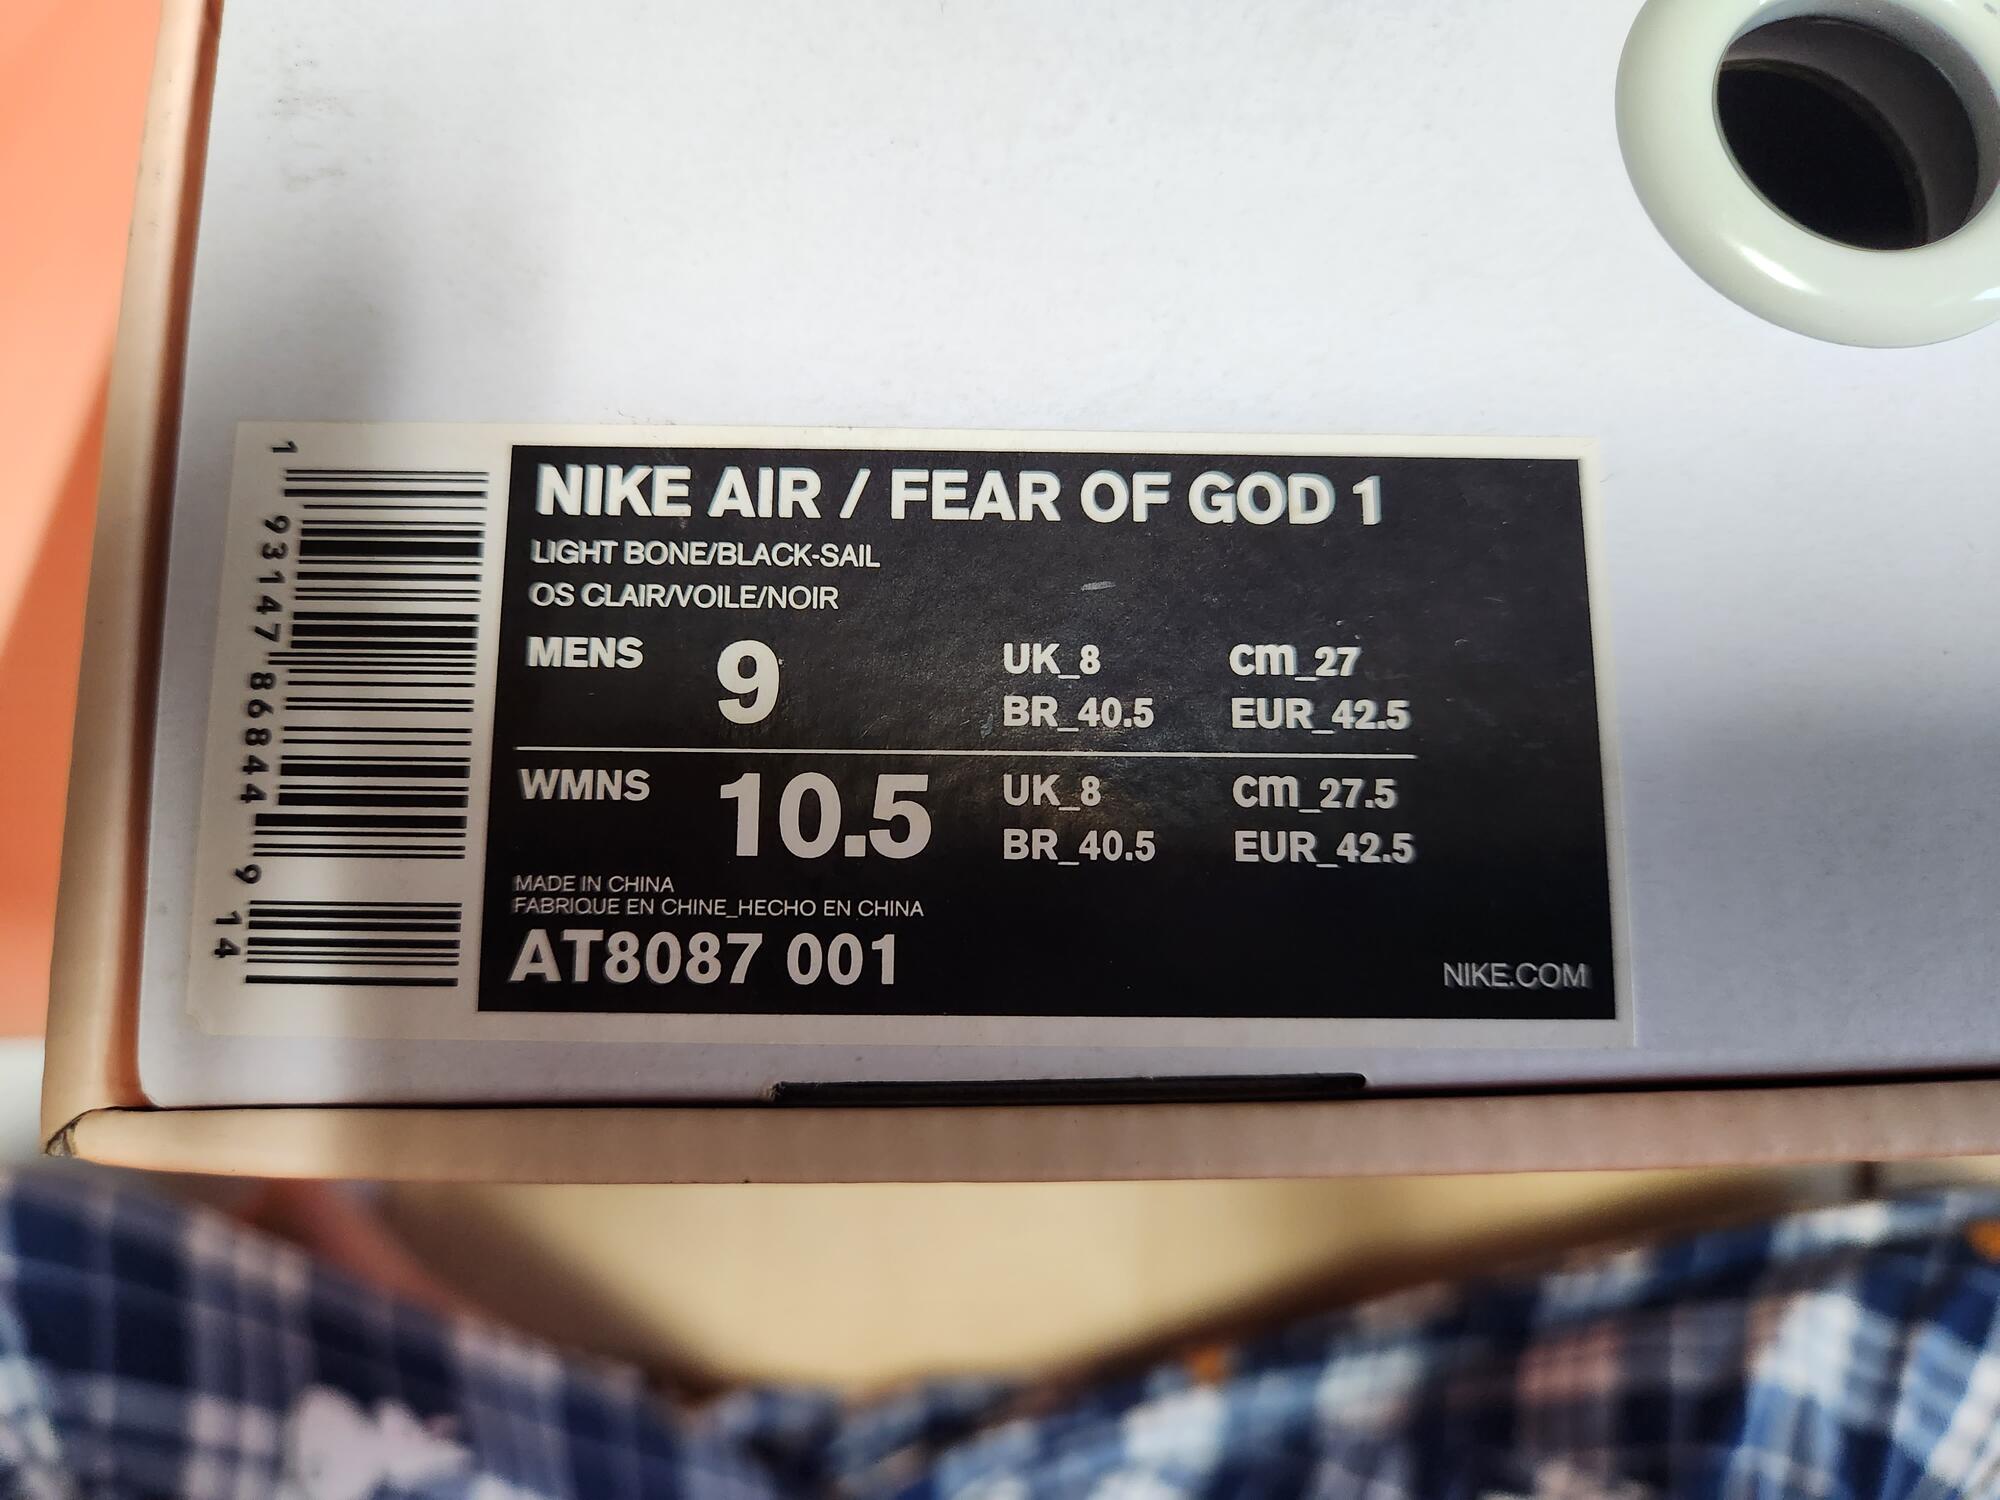 NIKE AIR / FEAR OF GOD 1
LIGHT BONE/BLACK-SAIL
OS CLAIR/VOILE/NOIR
MENS 9 UK_8 cm_27
BR_40.5 EUR_42.5
WMNS 10.5 UK_8 cm_27.5
BR_40.5 EUR_42.5
MADE IN CHINA
FABRIQUE EN CHINE_HECHO EN CHINA
AT8087 001
NIKE.COM
1 93147 86844 9 14